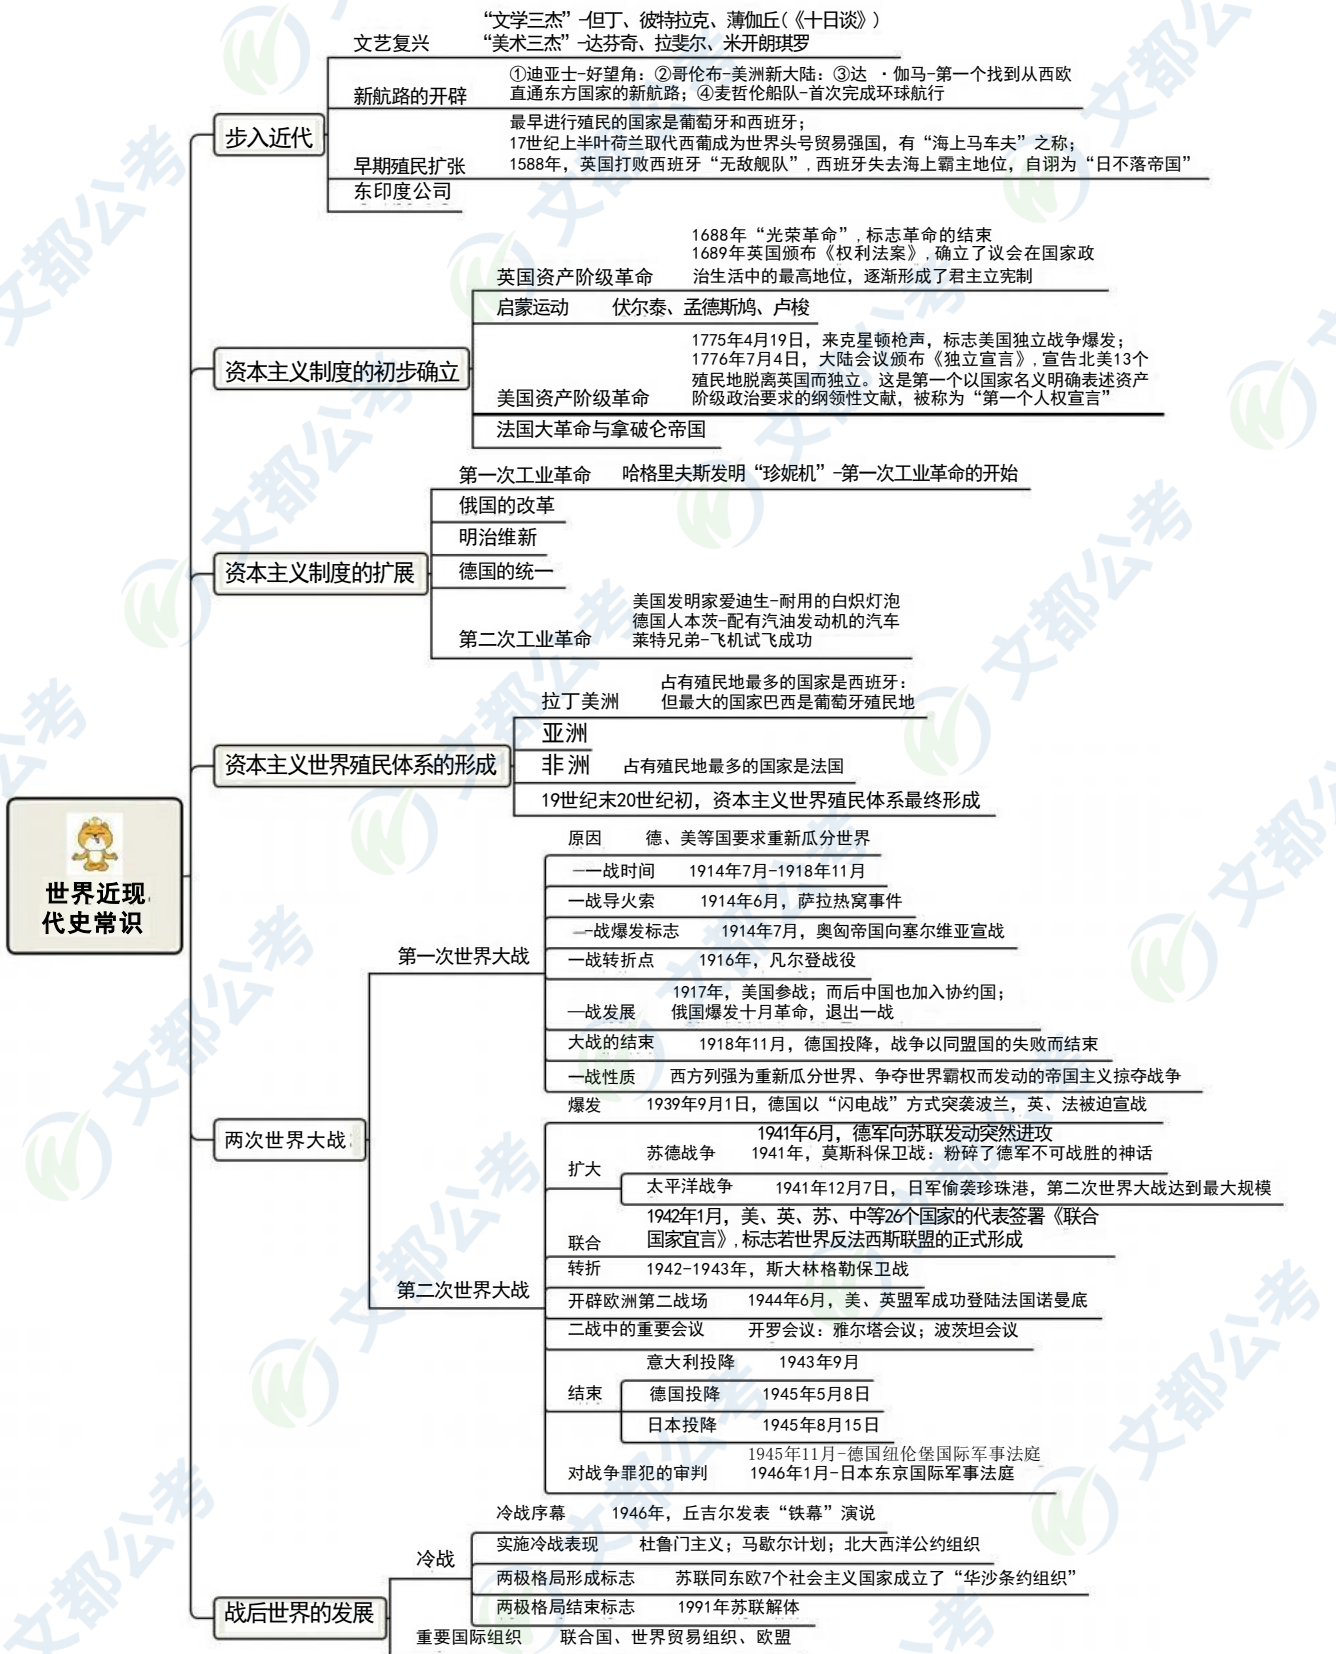 “文学三杰”-但丁、彼特拉克、薄伽丘(《十日谈》)
文艺复兴
“美术三杰”-达芬奇、拉斐尔、米开朗琪罗
①迪亚士-好望角: ②哥伦布-美洲新大陆: ③达 ·伽马-第一个找到从西欧
新航路的开辟
直通东方国家的新航路; ④麦哲伦船队-首次完成环球航行
步入近代
最早进行殖民的国家是葡萄牙和西班牙;
17世纪上半叶荷兰取代西葡成为世界头号贸易强国, 有“海上马车夫”之称;
早期殖民扩张
1588年, 英国打败西班牙“无敌舰队”,西班牙失去海上霸主地位, 自诩为“日不落帝国”
东印度公司
1688年“光荣革命”,标志革命的结束
1689年英国颁布《权利法案》,确立了议会在国家政
英国资产阶级革命
治生活中的最高地位, 逐渐形成了君主立宪制
启蒙运动 伏尔泰、孟德斯鸠、卢梭
资本主义制度的初步确立
1775年4月19日, 来克星顿枪声, 标志美国独立战争爆发;
1776年7月4日, 大陆会议颁布《独立宣言》,宣告北美13个
殖民地脱离英国而独立。这是第一个以国家名义明确表述资产
美国资产阶级革命
阶级政治要求的纲领性文献, 被称为“第一个人权宣言”
法国大革命与拿破仑帝国
第一次工业革命 哈格里夫斯发明“珍妮机”-第一次工业革命的开始
俄国的改革
明治维新
资本主义制度的扩展
德国的统一
美国发明家爱迪生-耐用的白炽灯泡
德国人本茨-配有汽油发动机的汽车
第二次工业革命 莱特兄弟-飞机试飞成功
占有殖民地最多的国家是西班牙:
拉丁美洲 但最大的国家巴西是葡萄牙殖民地
亚洲
资本主义世界殖民体系的形成
非洲 占有殖民地最多的国家是法国
19世纪末20世纪初, 资本主义世界殖民体系最终形成
世界近现
代史常识
原因 德、美等国要求重新瓜分世界
一一战时间 1914年7月-1918年11月
一战导火索 1914年6月, 萨拉热窝事件
一战爆发标志 1914年7月, 奥匈帝国向塞尔维亚宣战
第一次世界大战
一战转折点 1916年, 凡尔登战役
1917年, 美国参战; 而后中国也加入协约国;
一战发展 俄国爆发十月革命, 退出一战
大战的结束 1918年11月, 德国投降, 战争以同盟国的失败而结束
一战性质 西方列强为重新瓜分世界、争夺世界霸权而发动的帝国主义掠夺战争
两次世界大战
爆发 1939年9月1日, 德国以“闪电战”方式突袭波兰, 英、法被迫宣战
1941年6月, 德军向苏联发动突然进攻
苏德战争 1941年, 莫斯科保卫战: 粉碎了德军不可战胜的神话
扩大
太平洋战争 1941年12月7日, 日军偷袭珍珠港, 第二次世界大战达到最大规模
1942年1月, 美、英、苏、中等26个国家的代表签署《联合
联合 国家宜言》,标志若世界反法西斯联盟的正式形成
转折 1942-1943年, 斯大林格勒保卫战
第二次世界大战
开辟欧洲第二战场 1944年6月, 美、英盟军成功登陆法国诺曼底
二战中的重要会议 开罗会议: 雅尔塔会议; 波茨坦会议
意大利投降 1943年9月
结束 德国投降 1945年5月8日
日本投降 1945年8月15日
1945年11月-德国纽伦堡国际军事法庭
对战争罪犯的审判 1946年1月-日本东京国际军事法庭
冷战序幕 1946年, 丘吉尔发表“铁幕”演说
实施冷战表现 杜鲁门主义; 马歇尔计划; 北大西洋公约组织
冷战
两极格局形成标志 苏联同东欧7个社会主义国家成立了“华沙条约组织”
战后世界的发展
两极格局结束标志 1991年苏联解体
重要国际组织 联合国、世界贸易组织、欧盟
文都公考